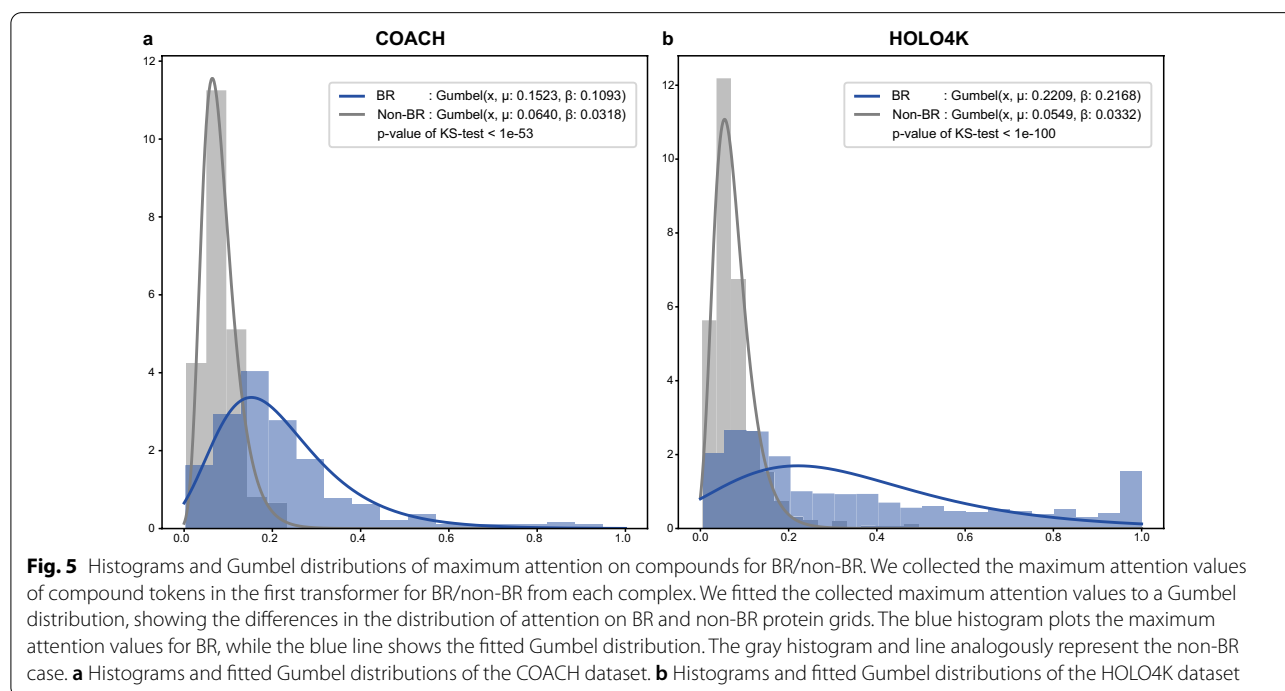 a COACH
12
10
8
6
4
2
0
0.0 0.2 0.4 0.6 0.8 1.0
BR : Gumbel(x, μ: 0.1523, β: 0.1093)
Non-BR : Gumbel(x, μ: 0.0640, β: 0.0318)
p-value of KS-test < 1e-53
b HOLO4K
12
10
8
6
4
2
0
0.0 0.2 0.4 0.6 0.8 1.0
BR : Gumbel(x, μ: 0.2209, β: 0.2168)
Non-BR : Gumbel(x, μ: 0.0549, β: 0.0332)
p-value of KS-test < 1e-100
Fig. 5 Histograms and Gumbel distributions of maximum attention on compounds for BR/non-BR. We collected the maximum attention values
of compound tokens in the first transformer for BR/non-BR from each complex. We fitted the collected maximum attention values to a Gumbel
distribution, showing the differences in the distribution of attention on BR and non-BR protein grids. The blue histogram plots the maximum
attention values for BR, while the blue line shows the fitted Gumbel distribution. The gray histogram and line analogously represent the non-BR
case. a Histograms and fitted Gumbel distributions of the COACH dataset. b Histograms and fitted Gumbel distributions of the HOLO4K dataset